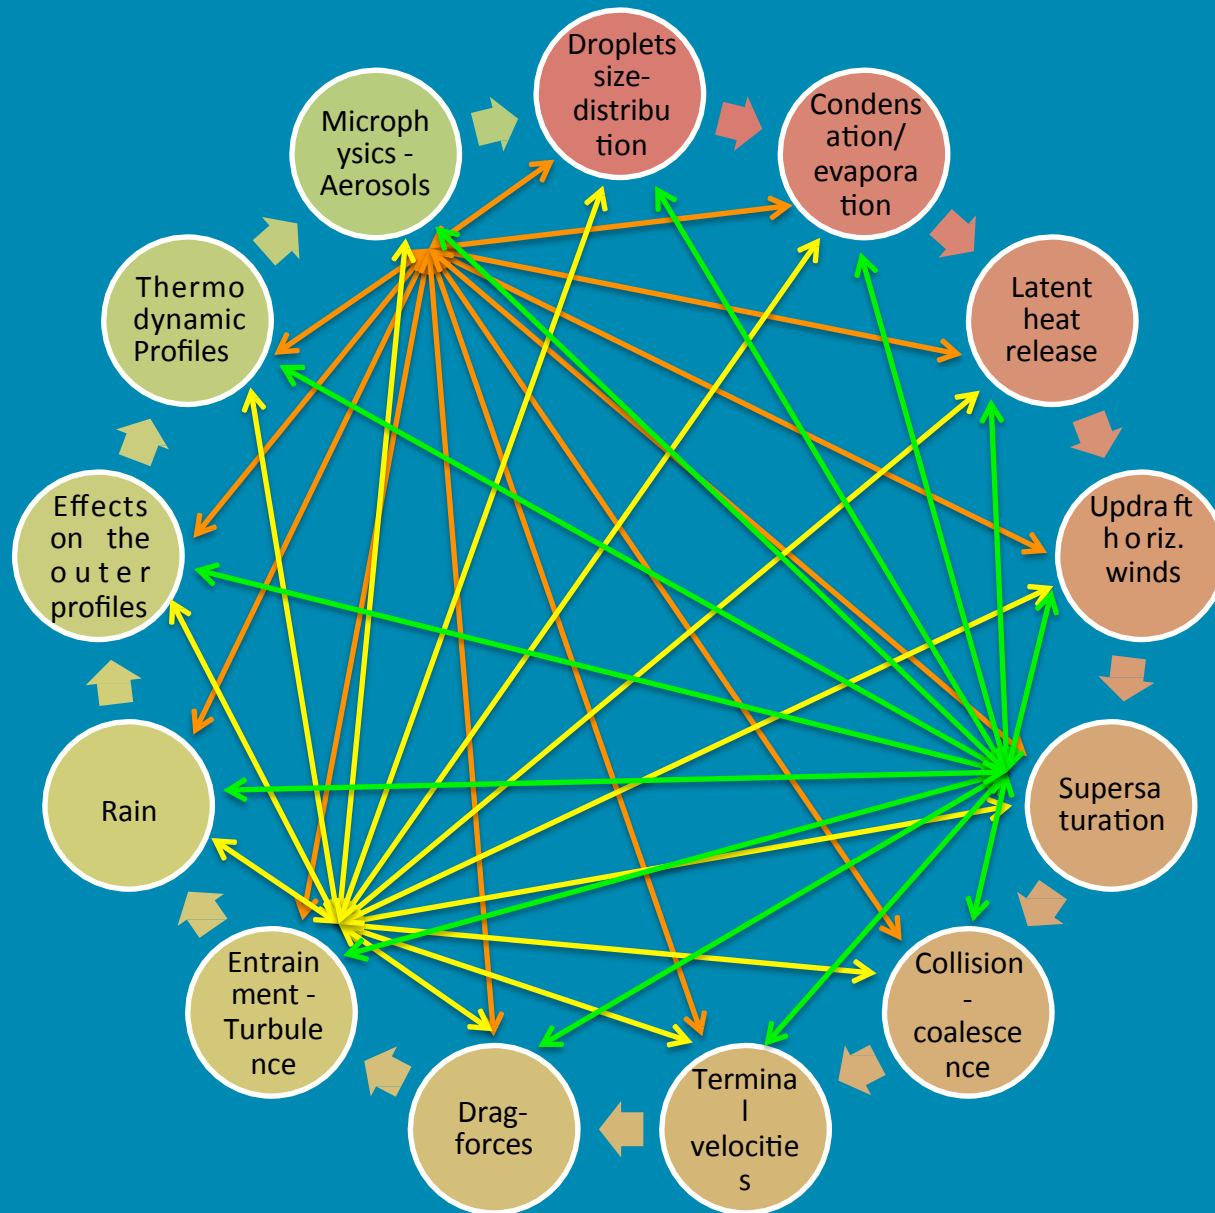 Droplets
size-
distribu
tion
Condens
ation/
evapora
tion
Latent
heat
release
Updra ft
h o riz.
winds
Supersa
turation
Collision
-
coalesce
nce
Termina
l
velocitie
s
Drag-
forces
Entrain
ment -
Turbule
nce
Rain
Effects
on the
o u t e r
profiles
Thermo
dynamic
Profiles
Microph
ysics -
Aerosols